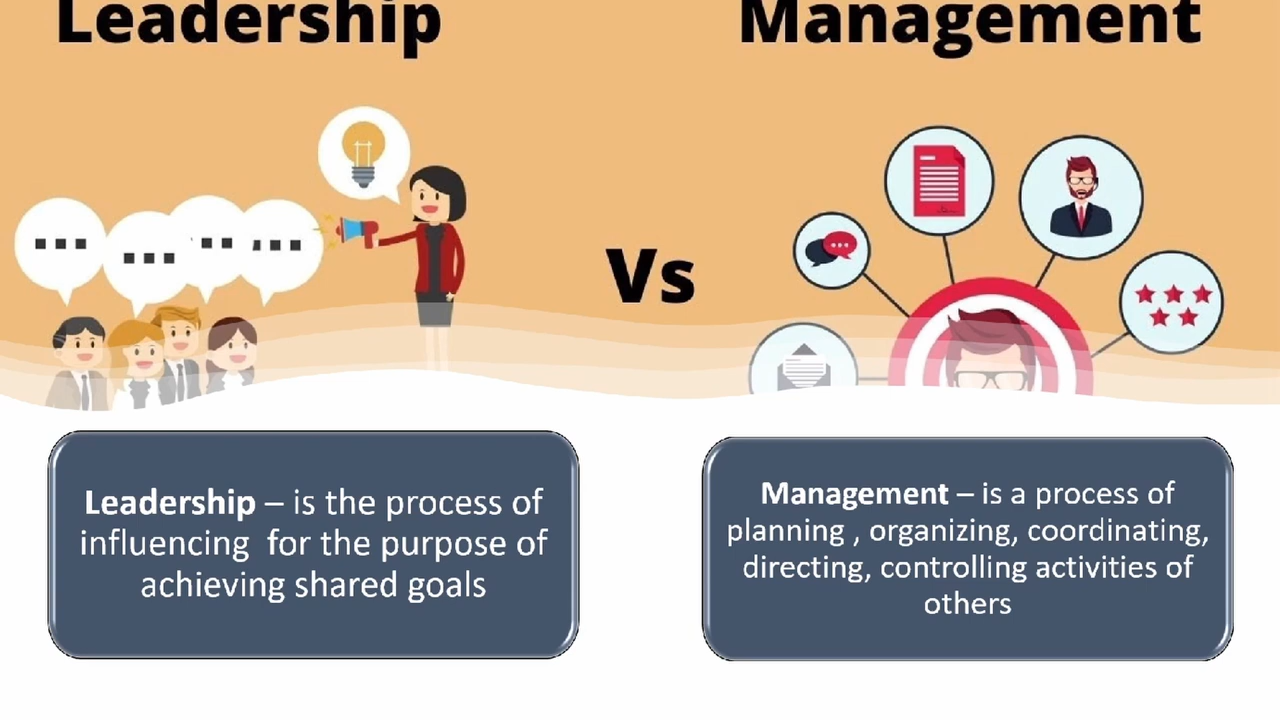 Leadership
Management
Vs
Leadership – is the process of
influencing  for the purpose of
achieving shared goals
Management – is a process of
planning , organizing, coordinating,
directing, controlling activities of
others